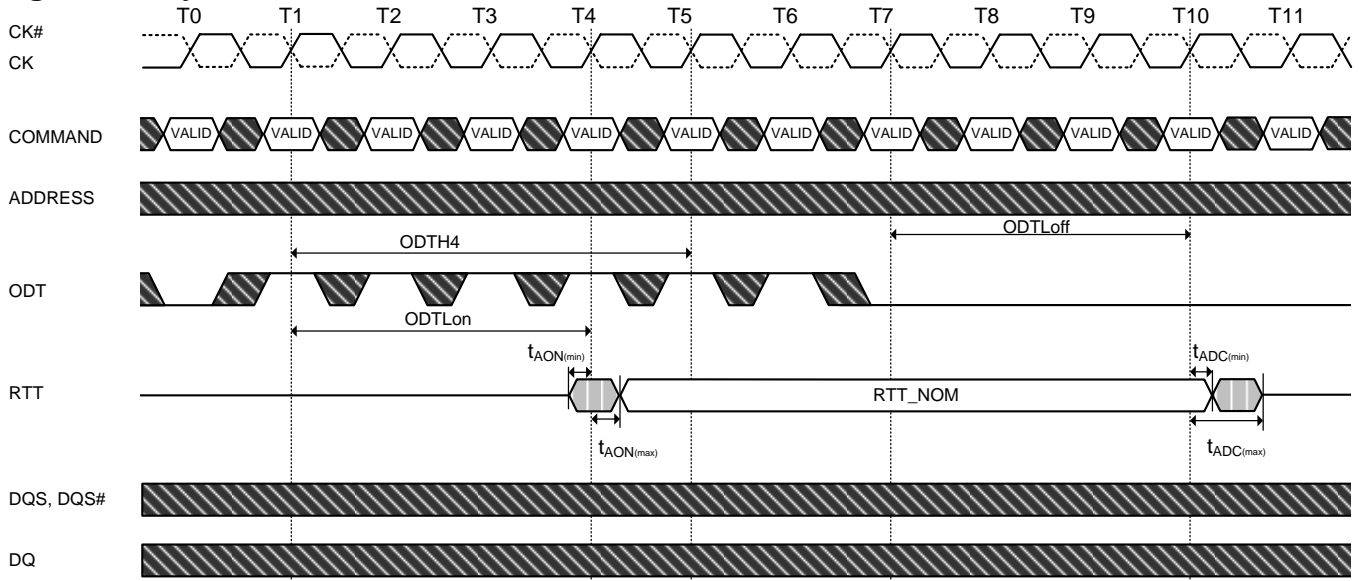 T0 T1 T2 T3 T4 T5 T6 T7 T8 T9 T10 T11
CK#
CK
COMMAND VALID VALID VALID VALID VALID VALID VALID VALID VALID VALID VALID VALID
ADDRESS
ODTLoff
ODTH4
ODT
ODTLon
tAON(min) tADC(min)
RTT RTT_NOM
tAON(max) tADC(max)
DQS, DQS#
DQ